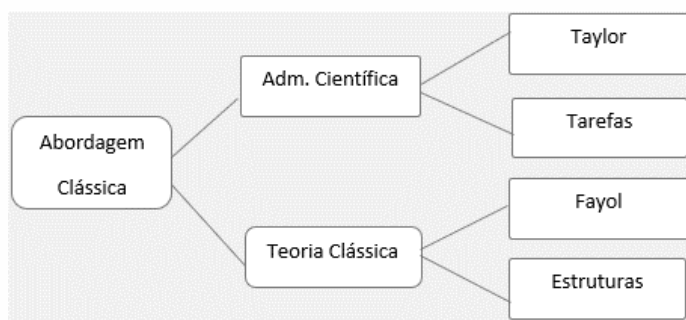 Abordagem
Clássica
Adm. Científica
Taylor
Tarefas
Teoria Clássica
Fayol
Estruturas